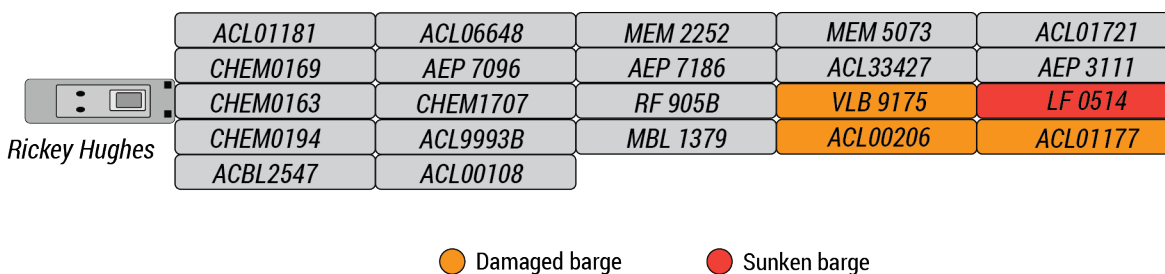 ACL01181 ACL06648 MEM 2252 MEM 5073 ACL01721
CHEM0169 AEP 7096 AEP 7186 ACL33427 AEP 3111
CHEM0163 CHEM1707 RF 905B VLB 9175 LF 0514
CHEM0194 ACL9993B MBL 1379 ACL00206 ACL01177
Rickey Hughes
ACBL2547 ACL00108
Damaged barge Sunken barge